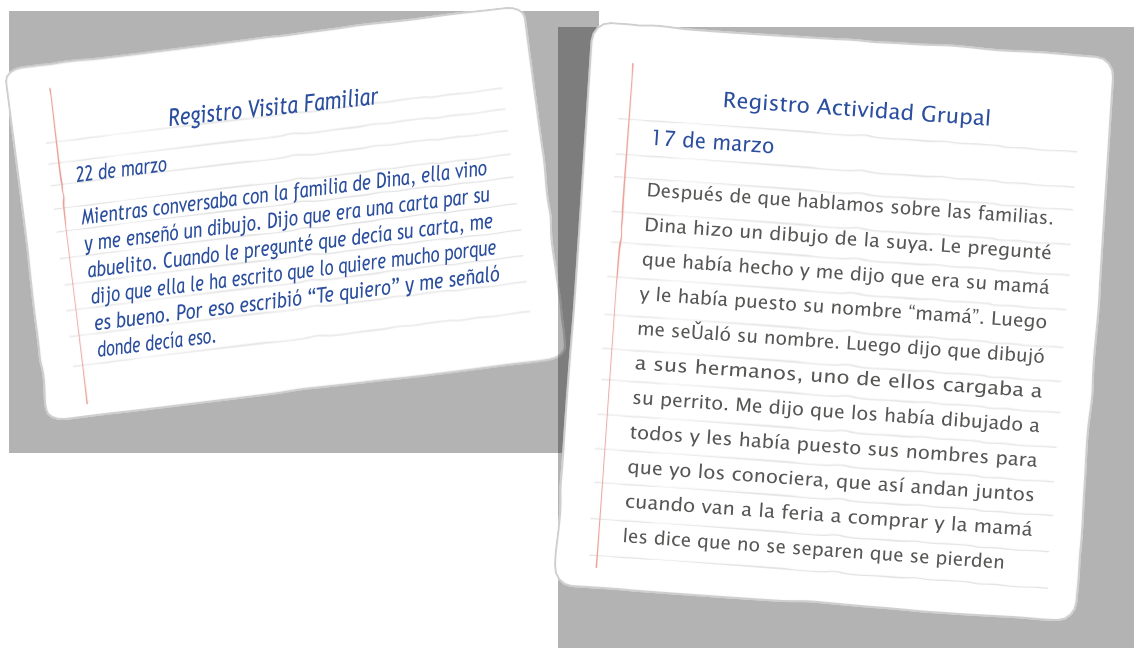 Registro Visita Familiar
22 de marzo
Mientras conversaba con la familia de Dina, ella vino
y me enseñó un dibujo. Dijo que era una carta par su
abuelito. Cuando le pregunté que decía su carta, me
dijo que ella le ha escrito que lo quiere mucho porque
es bueno. Por eso escribió “Te quiero” y me señaló
donde decía eso.
Registro Actividad Grupal
17 de marzo
Después de que hablamos sobre las familias.
Dina hizo un dibujo de la suya. Le pregunté
que había hecho y me dijo que era su mamá
y le había puesto su nombre “mamá”. Luego
me seŬaló su nombre. Luego dijo que dibujó
a sus hermanos, uno de ellos cargaba a
su perrito. Me dijo que los había dibujado a
todos y les había puesto sus nombres para
que yo los conociera, que así andan juntos
cuando van a la feria a comprar y la mamá
les dice que no se separen que se pierden